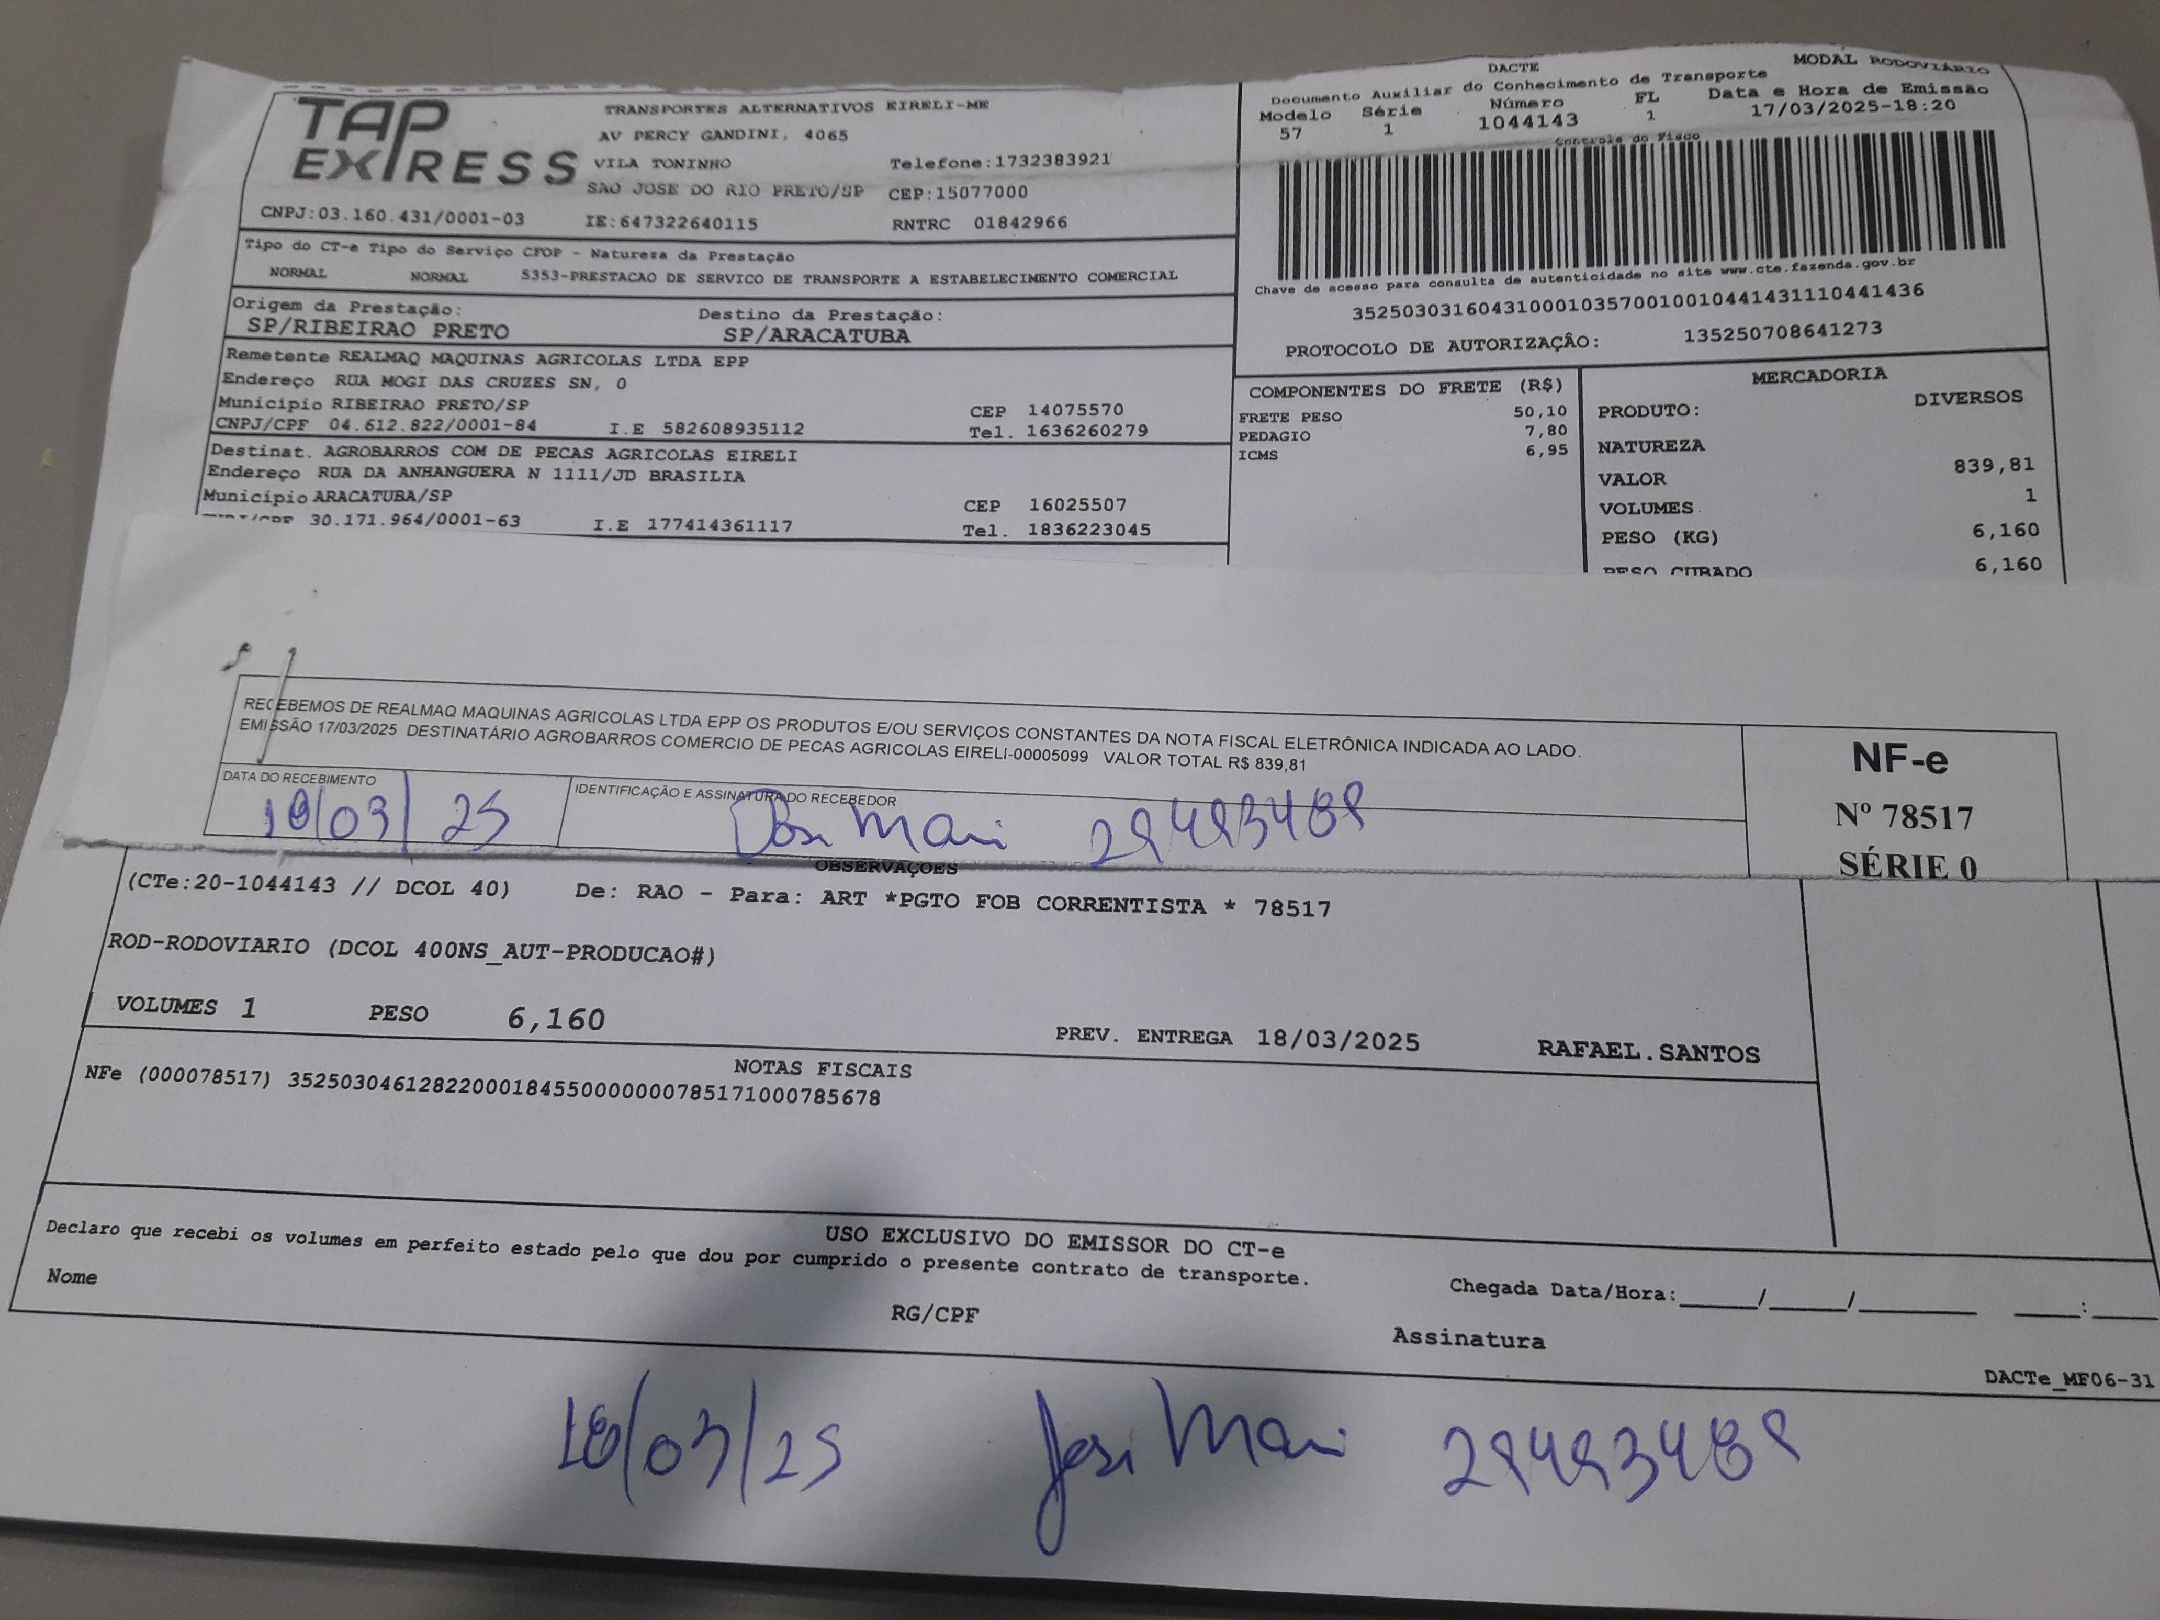 TAP EXPRESS
TRANSPORTES ALTERNATIVOS EIRELI-ME
AV PERCY GANDINI, 4065
VILA TONINHO Telefone:1732383921
SAO JOSE DO RIO PRETO/SP CEP:15077000
CNPJ:03.160.431/0001-03 IE:647322640115 RNTRC 01842966
Tipo do CT-e Tipo do Serviço CFOP - Natureza da Prestação
NORMAL NORMAL 5353-PRESTACAO DE SERVICO DE TRANSPORTE A ESTABELECIMENTO COMERCIAL
Origem da Prestação: Destino da Prestação:
SP/RIBEIRAO PRETO SP/ARACATUBA
Remetente REALMAQ MAQUINAS AGRICOLAS LTDA EPP
Endereço RUA MOGI DAS CRUZES SN, 0
Município RIBEIRAO PRETO/SP CEP 14075570
CNPJ/CPF 04.612.822/0001-84 I.E 582608935112 Tel. 1636260279
Destinat. AGROBARROS COM DE PECAS AGRICOLAS EIRELI
Endereço RUA DA ANHANGUERA N 1111/JD BRASILIA
Município ARACATUBA/SP CEP 16025507
30.171.964/0001-63 I.E 177414361117 Tel. 1836223045
DACTE MODAL RODOVIÁRIO
Documento Auxiliar do Conhecimento de Transporte
Modelo Série Número FL Data e Hora de Emissão
57 1 1044143 1 17/03/2025-18:20
Controle do Fisco
Chave de acesso para consulta de autenticidade no site www.cte.fazenda.gov.br
35250303160431000103570010010441431110441436
PROTOCOLO DE AUTORIZAÇÃO: 135250708641273
COMPONENTES DO FRETE (R$)
FRETE PESO 50,10
PEDAGIO 7,80
ICMS 6,95
MERCADORIA
PRODUTO: DIVERSOS
NATUREZA
VALOR 839,81
VOLUMES 1
PESO (KG) 6,160
PESO CUBADO 6,160
RECEBEMOS DE REALMAQ MAQUINAS AGRICOLAS LTDA EPP OS PRODUTOS E/OU SERVIÇOS CONSTANTES DA NOTA FISCAL ELETRÔNICA INDICADA AO LADO.
EMISSÃO 17/03/2025 DESTINATÁRIO AGROBARROS COMERCIO DE PECAS AGRICOLAS EIRELI-00005099 VALOR TOTAL R$ 839,81
DATA DO RECEBIMENTO IDENTIFICAÇÃO E ASSINATURA DO RECEBEDOR
18/03/25
NF-e
Nº 78517
SÉRIE 0
OBSERVAÇOES
(CTe:20-1044143 // DCOL 40) De: RAO - Para: ART *PGTO FOB CORRENTISTA * 78517
ROD-RODOVIARIO (DCOL 400NS_AUT-PRODUCAO#)
VOLUMES 1 PESO 6,160 PREV. ENTREGA 18/03/2025 RAFAEL.SANTOS
NOTAS FISCAIS
NFe (000078517) 35250304612822000184550000000785171000785678
USO EXCLUSIVO DO EMISSOR DO CT-e
Declaro que recebi os volumes em perfeito estado pelo que dou por cumprido o presente contrato de transporte.
Nome RG/CPF Chegada Data/Hora:_____/_____/________ ____:____
Assinatura
DACTe_MF06-31
18/03/25